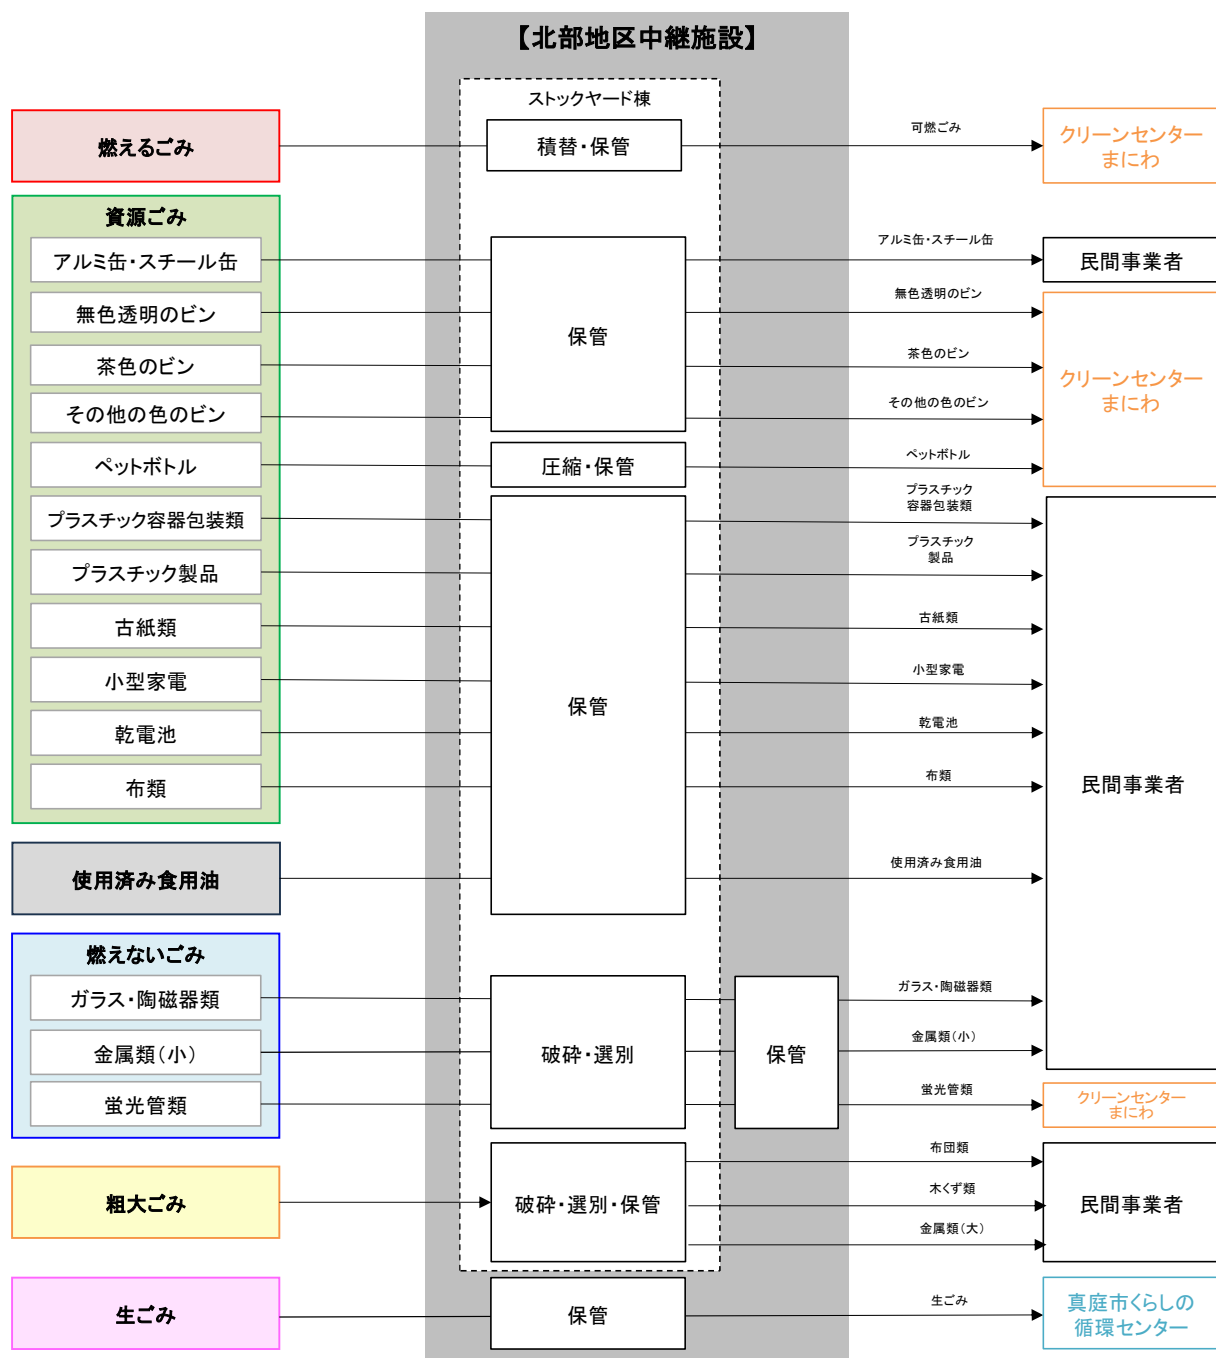 【北部地区中継施設】
ストックヤード棟
燃えるごみ
積替・保管
可燃ごみ
クリーンセンター
まにわ
資源ごみ
アルミ缶・スチール缶
無色透明のビン
茶色のビン
その他の色のビン
保管
アルミ缶・スチール缶
無色透明のビン
茶色のビン
その他の色のビン
民間事業者
クリーンセンター
まにわ
ペットボトル
圧縮・保管
ペットボトル
プラスチック容器包装類
プラスチック製品
古紙類
小型家電
乾電池
布類
使用済み食用油
保管
プラスチック
容器包装類
プラスチック
製品
古紙類
小型家電
乾電池
布類
使用済み食用油
民間事業者
燃えないごみ
ガラス・陶磁器類
金属類(小)
蛍光管類
破砕・選別
保管
ガラス・陶磁器類
金属類(小)
蛍光管類
クリーンセンター
まにわ
粗大ごみ
破砕・選別・保管
布団類
木くず類
金属類(大)
民間事業者
生ごみ
保管
生ごみ
真庭市くらしの
循環センター